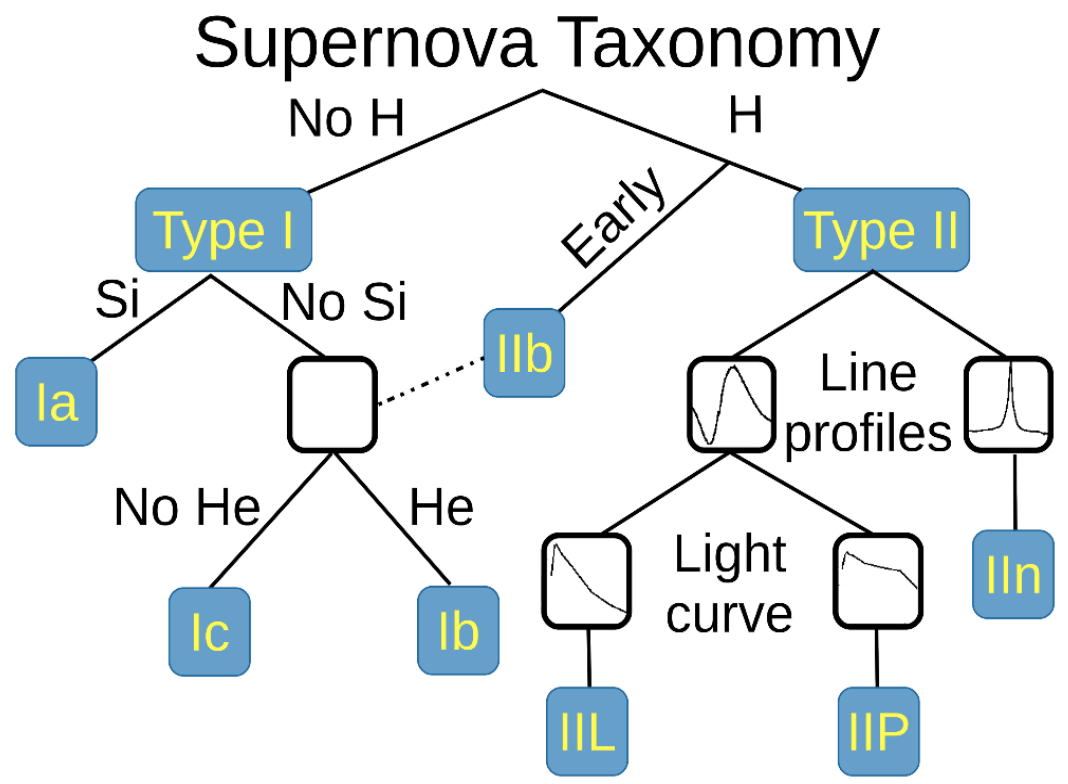 Supernova Taxonomy
No H
H
Early
Type I
Type II
Si
No Si
IIb
Ia
Line
profiles
No He
He
Light
curve
IIn
Ic
Ib
IIL
IIP